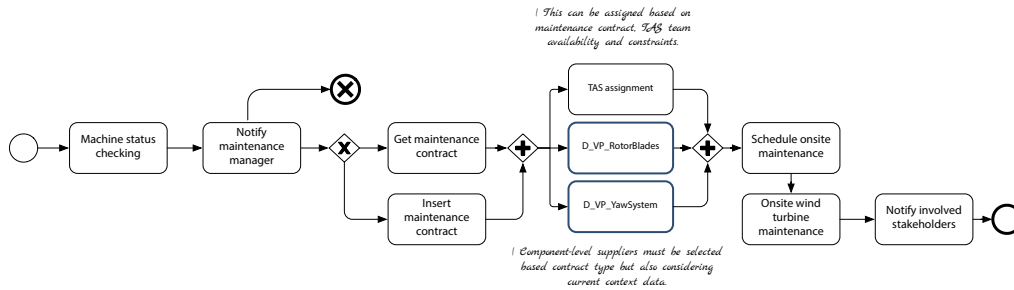 | This can be assigned based on
maintenance contract, TAS team
availability and constraints.
Machine status
checking
Notify
maintenance
manager
Get maintenance
contract
Insert
maintenance
contract
TAS assignment
D_VP_RotorBlades
D_VP_YawSystem
Schedule onsite
maintenance
Onsite wind
turbine
maintenance
Notify involved
stakeholders
| Component-level suppliers must be selected
based contract type but also considering
current context data.